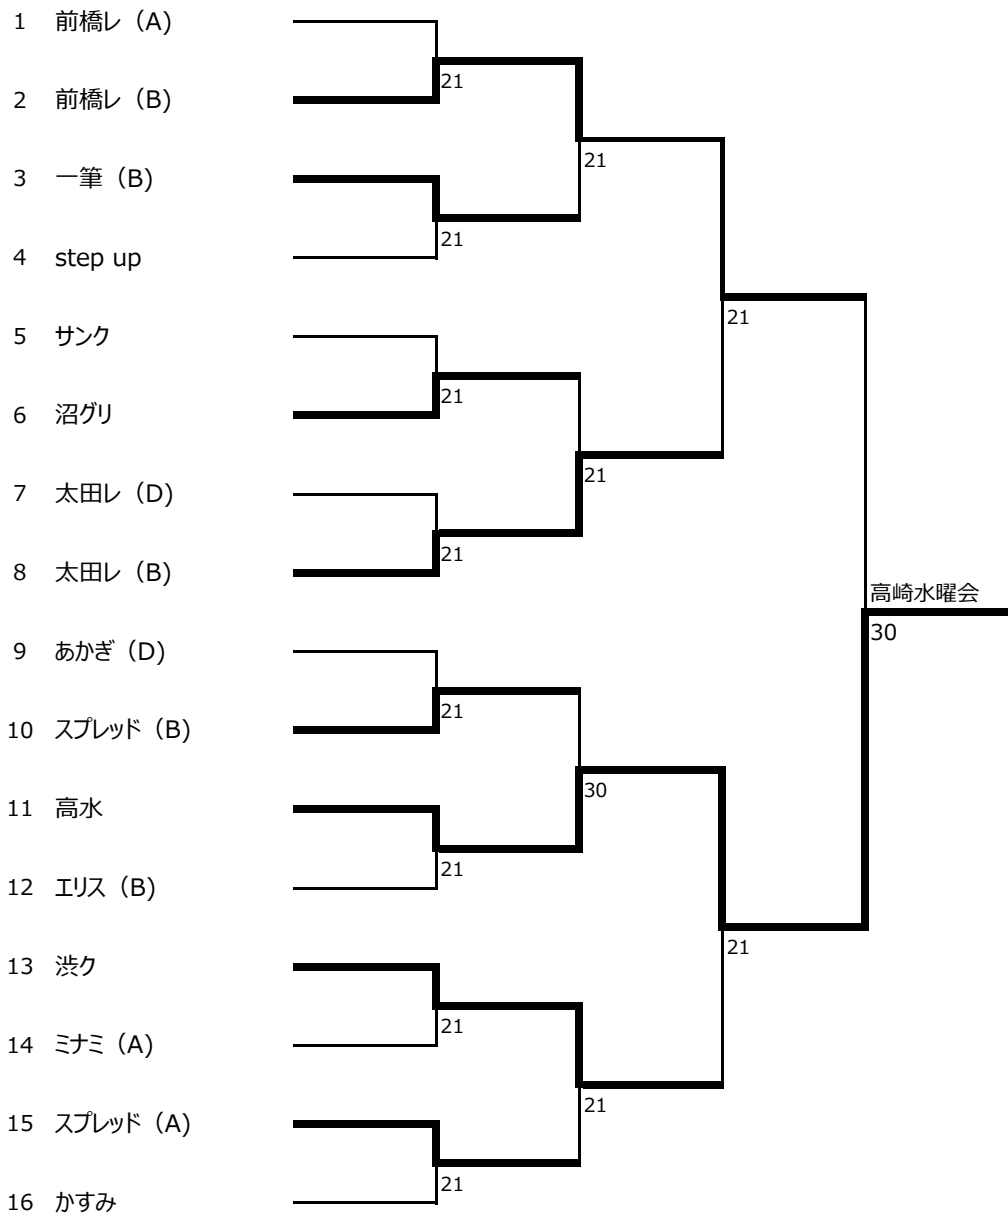 1 前橋レ（A）
21
2 前橋レ（B）
21
3 一筆（B）
21
4 step up
21
5 サンク
21
6 沼グリ
21
7 太田レ（D）
21
8 太田レ（B）
高崎水曜会
30
9 あかぎ（D）
21
10 スプレッド（B）
30
11 高水
21
12 エリス（B）
21
13 渋ク
21
14 ミナミ（A）
21
15 スプレッド（A）
21
16 かすみ